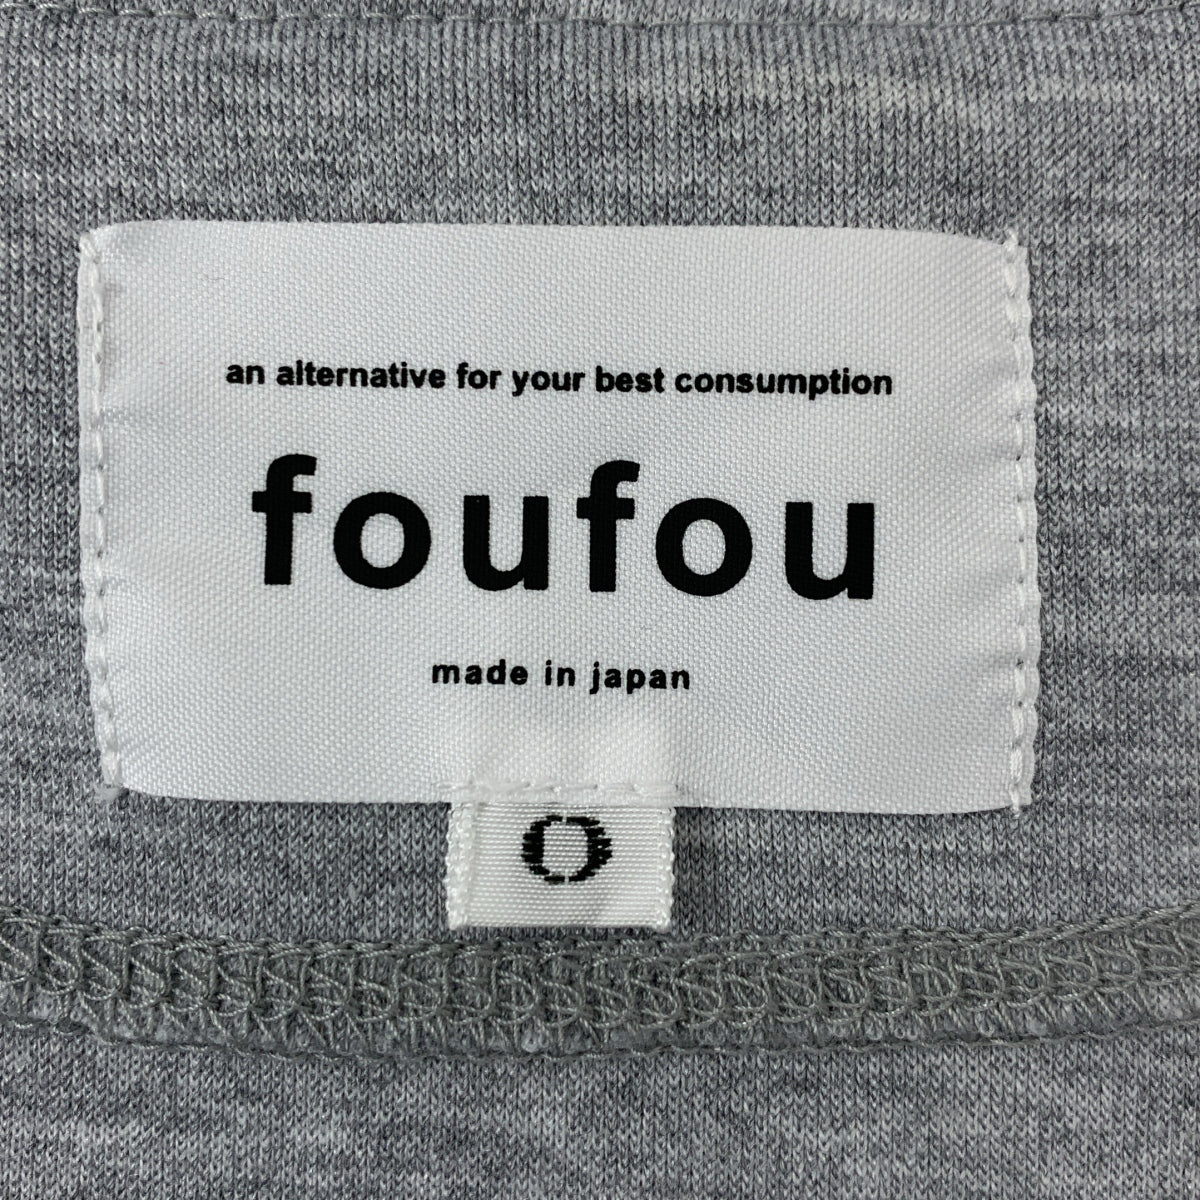 an alternative for your best consumption
foufou
made in japan
0